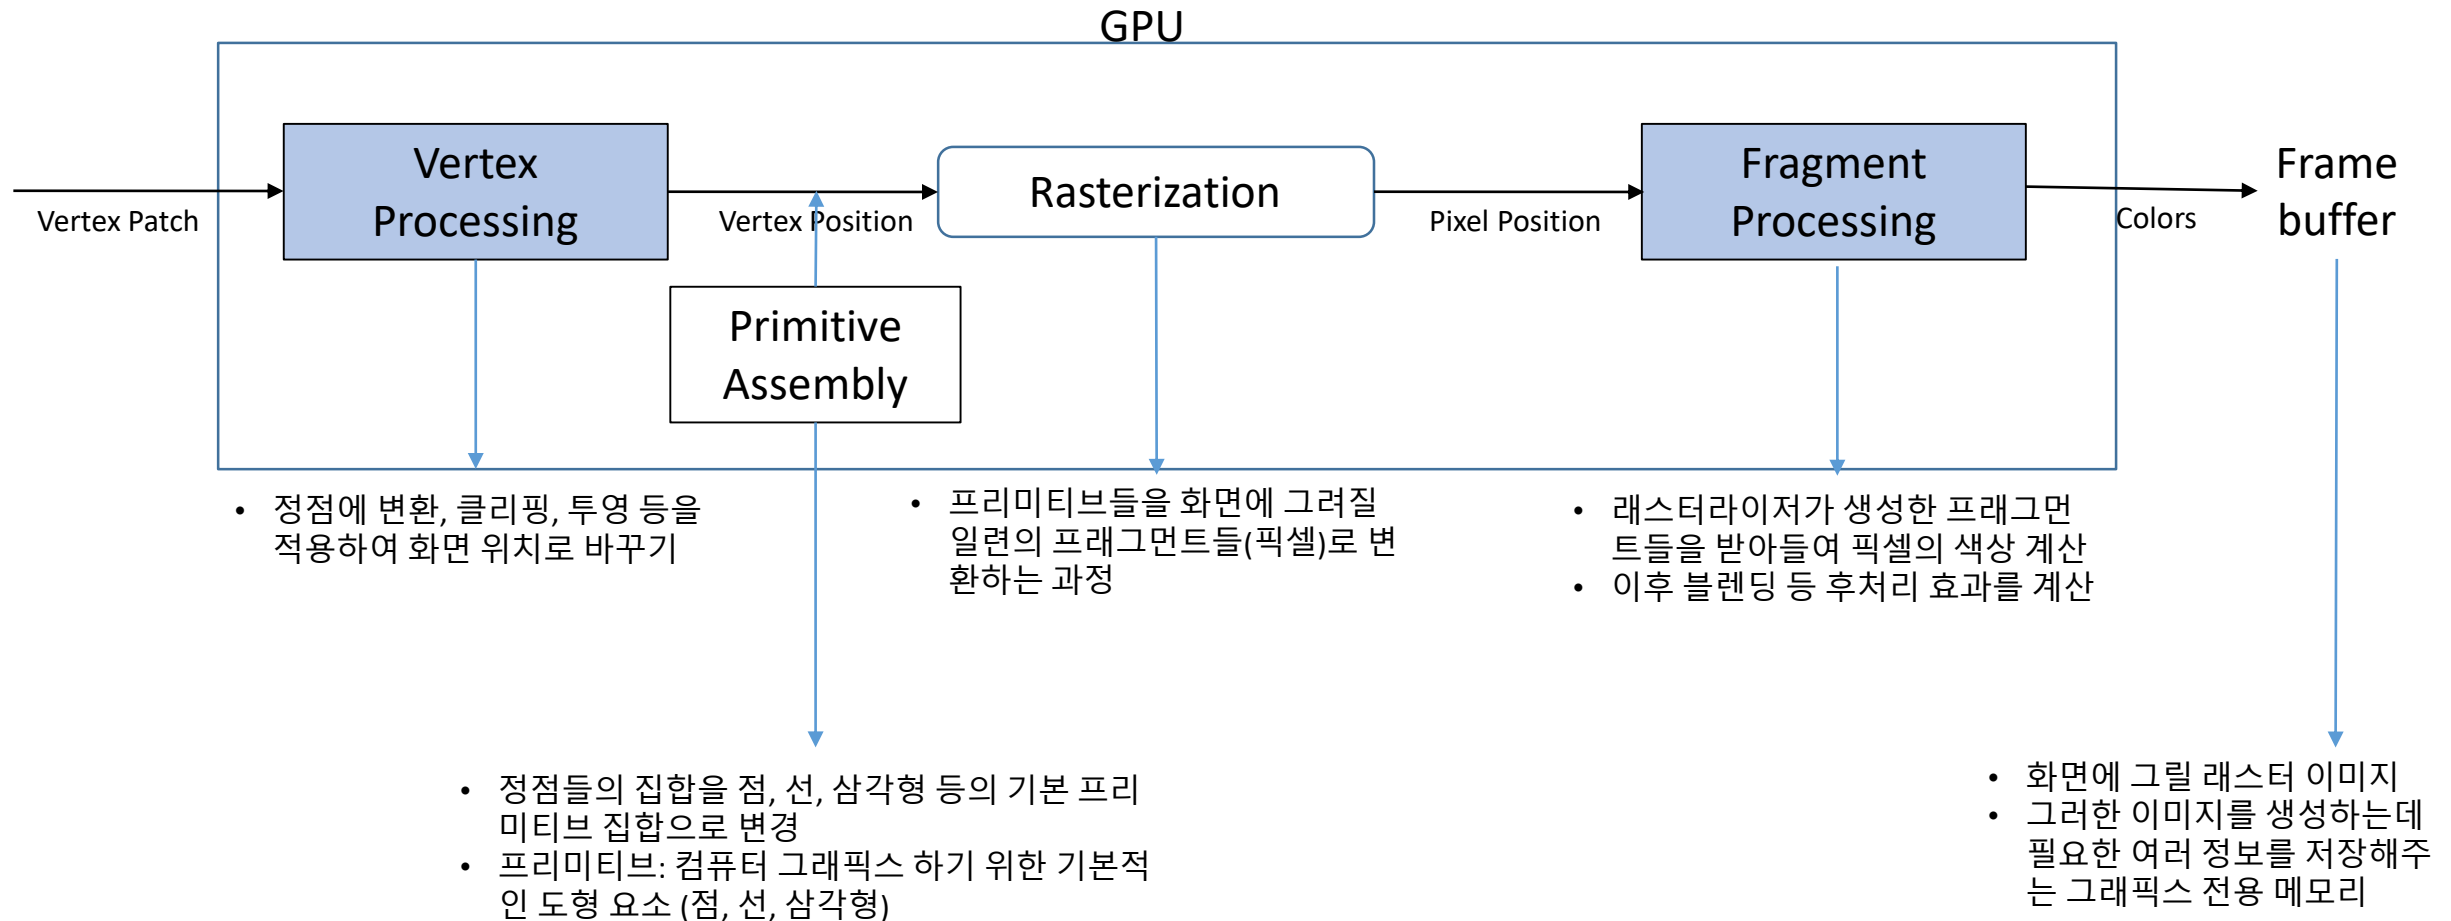 GPU
Vertex
Processing
Rasterization
Fragment
Processing
Frame
buffer
Vertex Patch
Vertex Position
Pixel Position
Colors
Primitive
Assembly
• 정점에 변환, 클리핑, 투영 등을
적용하여 화면 위치로 바꾸기
• 프리미티브들을 화면에 그려질
일련의 프래그먼트들(픽셀)로 변
환하는 과정
• 래스터라이저가 생성한 프래그먼
트들을 받아들여 픽셀의 색상 계산
• 이후 블렌딩 등 후처리 효과를 계산
• 정점들의 집합을 점, 선, 삼각형 등의 기본 프리
미티브 집합으로 변경
• 프리미티브: 컴퓨터 그래픽스 하기 위한 기본적
인 도형 요소 (점, 선, 삼각형)
• 화면에 그릴 래스터 이미지
• 그러한 이미지를 생성하는데
필요한 여러 정보를 저장해주
는 그래픽스 전용 메모리